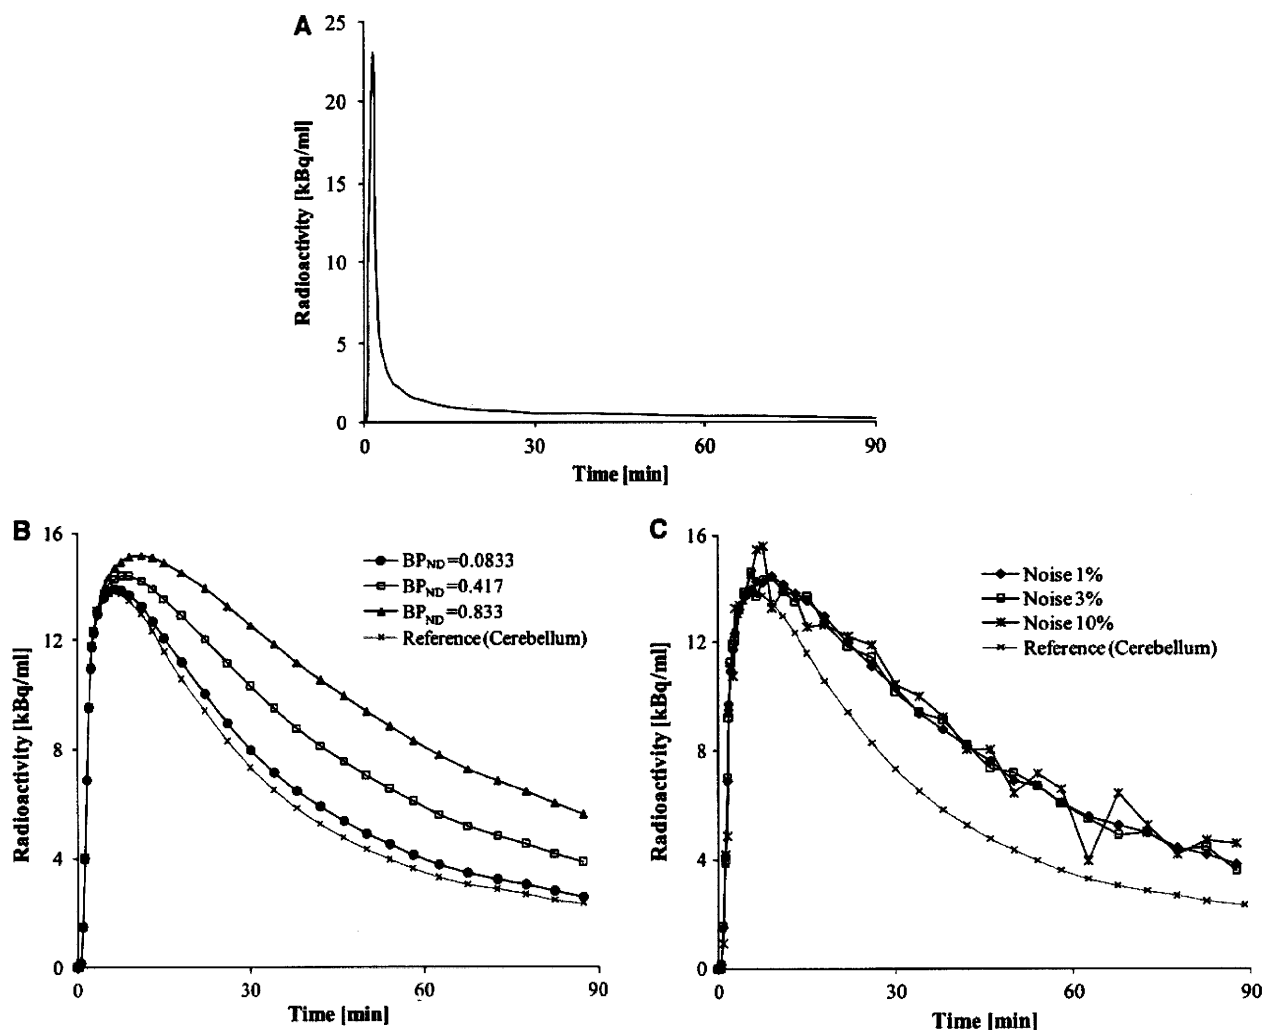 A
25
20
15
10
5
0
Radioactivity [kBq/ml]
0 30 60 90
Time [min]
B
16
12
8
4
0
Radioactivity [kBq/ml]
BPND=0.0833
BPND=0.417
BPND=0.833
Reference (Cerebellum)
0 30 60 90
Time [min]
C
16
12
8
4
0
Radioactivity [kBq/ml]
Noise 1%
Noise 3%
Noise 10%
Reference (Cerebellum)
0 30 60 90
Time [min]